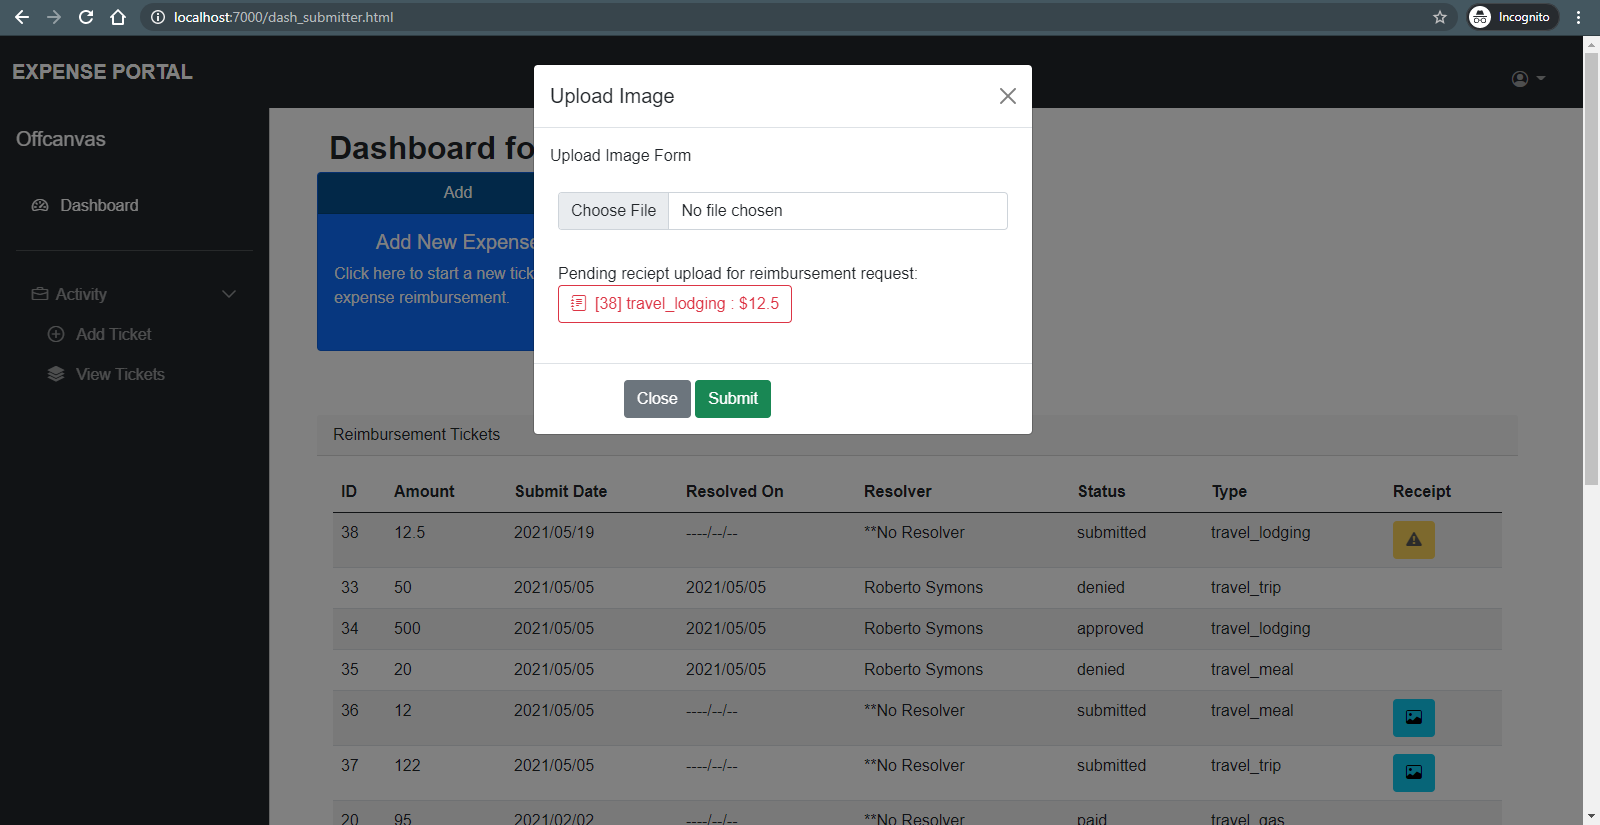 localhost:7000/dash_submitter.html
Incognito
EXPENSE PORTAL
Offcanvas
Dashboard
Activity
Add Ticket
View Tickets
Dashboard fo
Add
Add New Expense
Click here to start a new tick
expense reimbursement.
Upload Image
Upload Image Form
Choose File No file chosen
Pending reciept upload for reimbursement request:
[38] travel_lodging : $12.5
Close Submit
Reimbursement Tickets
ID Amount Submit Date Resolved On Resolver Status Type Receipt
38 12.5 2021/05/19 ----/--/-- **No Resolver submitted travel_lodging
33 50 2021/05/05 2021/05/05 Roberto Symons denied travel_trip
34 500 2021/05/05 2021/05/05 Roberto Symons approved travel_lodging
35 20 2021/05/05 2021/05/05 Roberto Symons denied travel_meal
36 12 2021/05/05 ----/--/-- **No Resolver submitted travel_meal
37 122 2021/05/05 ----/--/-- **No Resolver submitted travel_trip
20 95 2021/02/02 ----/--/-- **No Resolver paid travel_gas